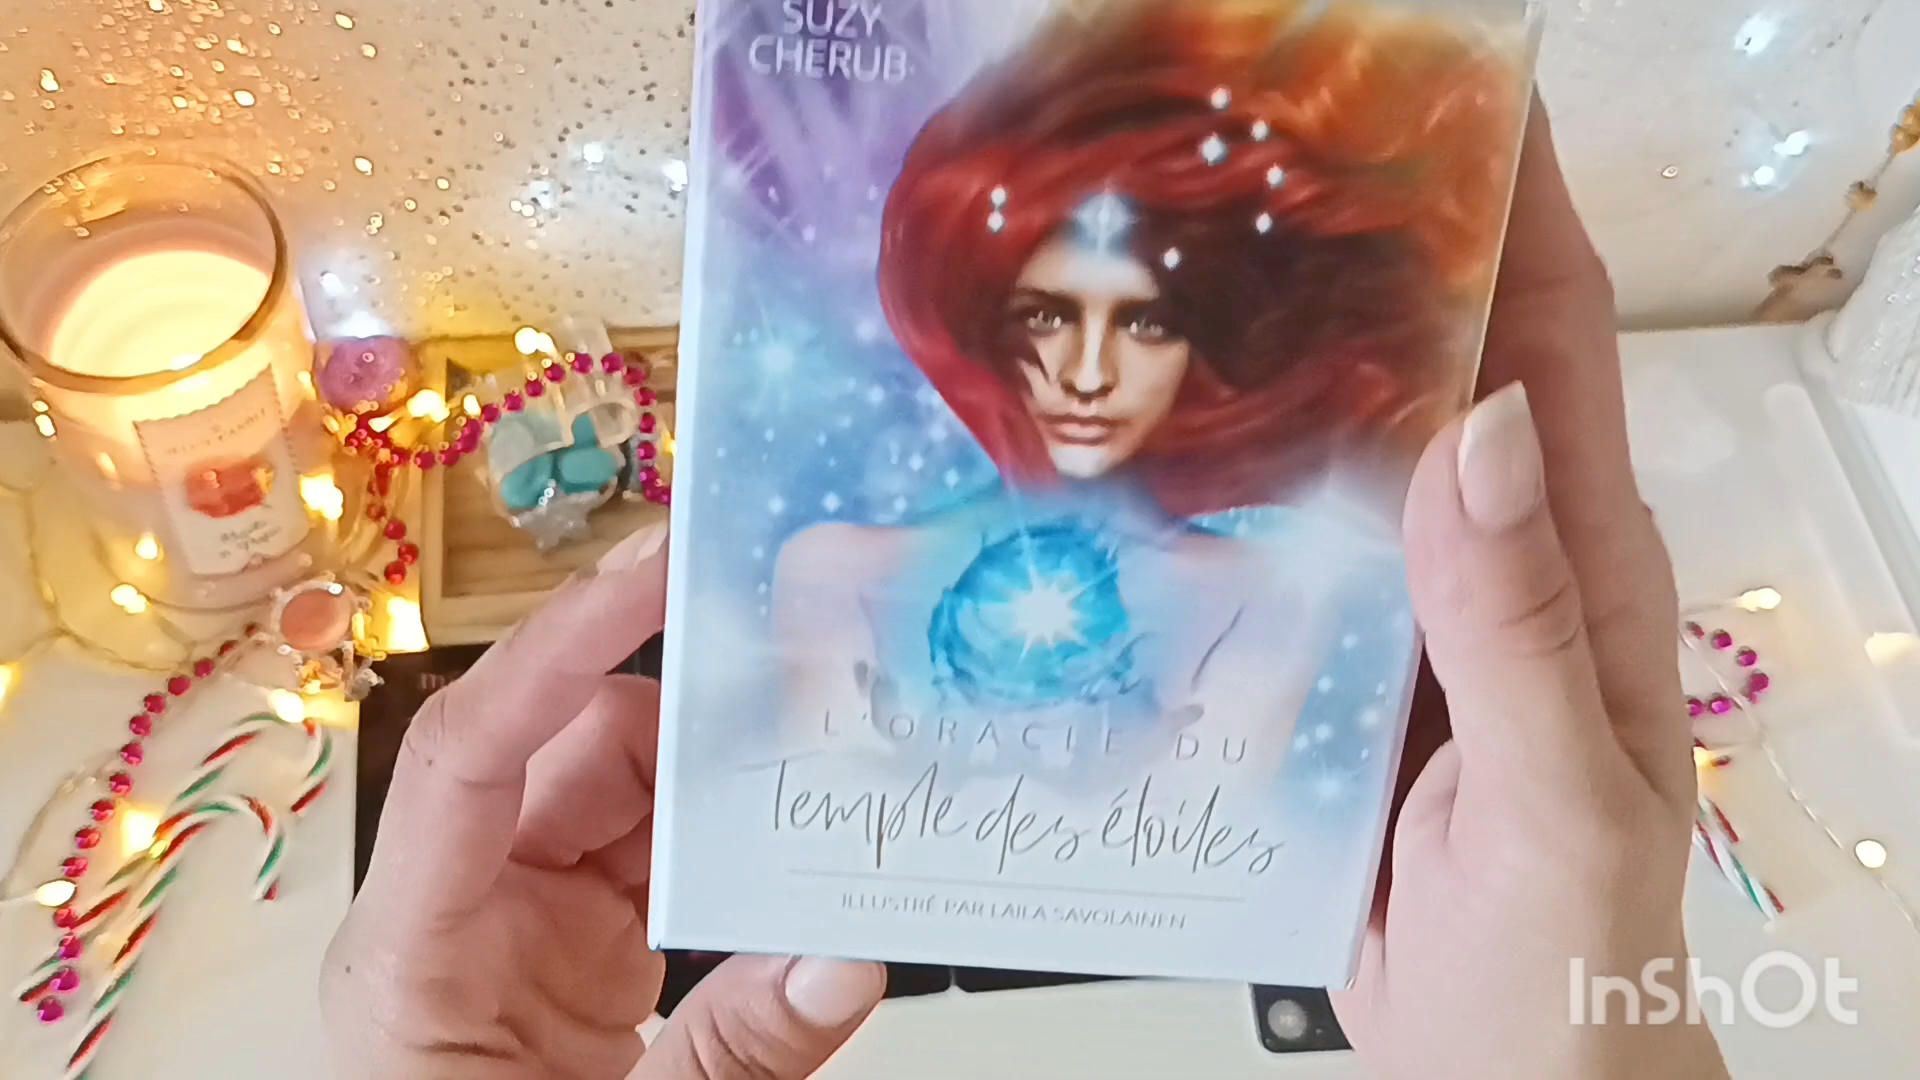 SUZY
CHERUB
L'ORACLE DU
Temple des étoiles
ILLUSTRÉ PAR LAILA SAVOLAINEN
InShOt